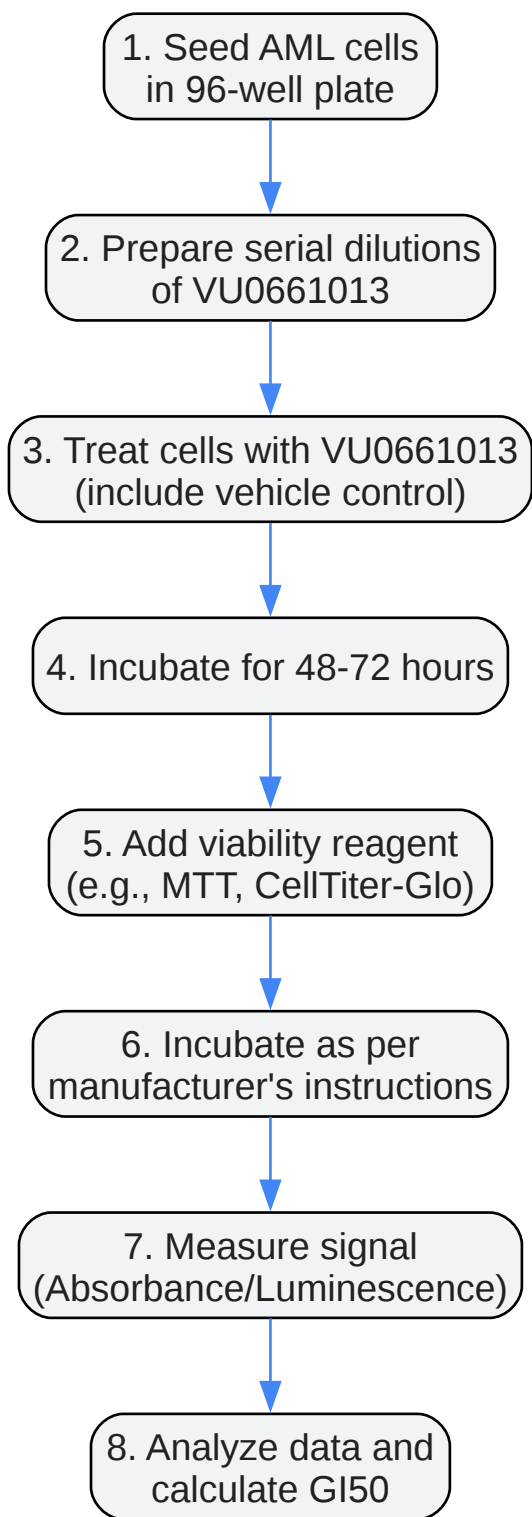 1. Seed AML cells
in 96-well plate
2. Prepare serial dilutions
of VU0661013
3. Treat cells with VU0661013
(include vehicle control)
4. Incubate for 48-72 hours
5. Add viability reagent
(e.g., MTT, CellTiter-Glo)
6. Incubate as per
manufacturer's instructions
7. Measure signal
(Absorbance/Luminescence)
8. Analyze data and
calculate GI50